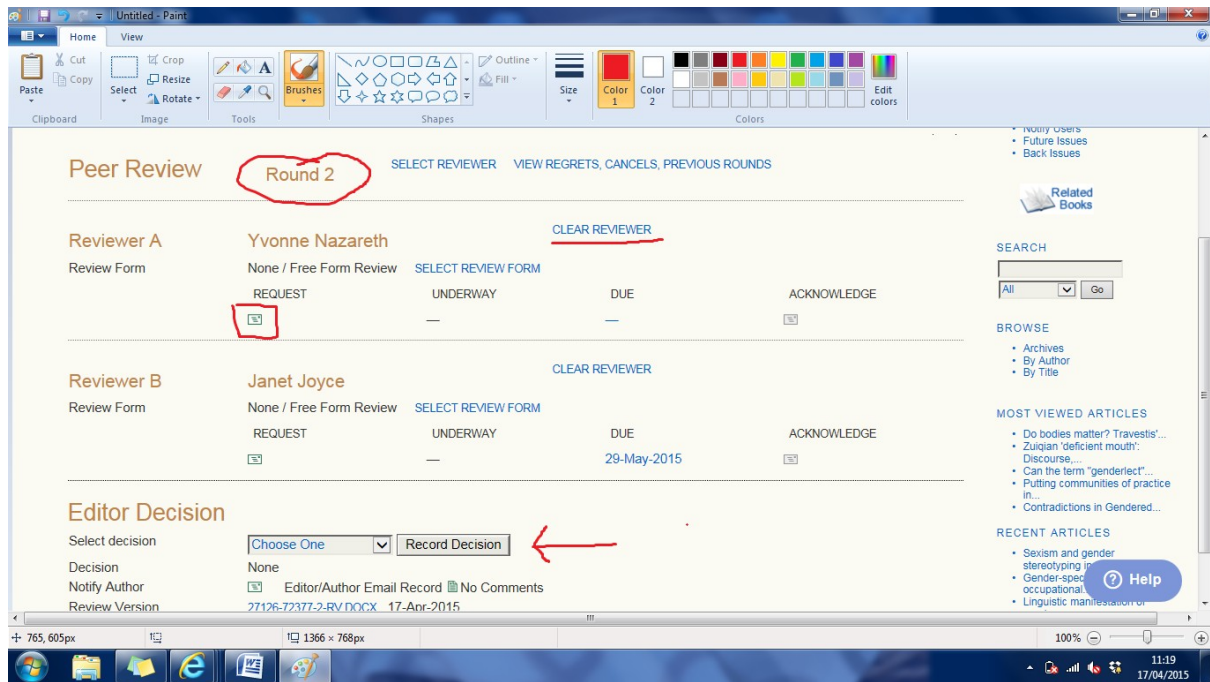 Untitled - Paint
Home View
Paste
Cut
Copy
Clipboard
Select
Crop
Resize
Rotate
Image
A
Tools
Brushes
Outline
Fill
Shapes
Size
Color 1
Color 2
Edit colors
Colors
Peer Review Round 2 SELECT REVIEWER VIEW REGRETS, CANCELS, PREVIOUS ROUNDS
Reviewer A Yvonne Nazareth CLEAR REVIEWER
Review Form None / Free Form Review SELECT REVIEW FORM
REQUEST UNDERWAY DUE ACKNOWLEDGE
— —
Reviewer B Janet Joyce CLEAR REVIEWER
Review Form None / Free Form Review SELECT REVIEW FORM
REQUEST UNDERWAY DUE ACKNOWLEDGE
— 29-May-2015
Editor Decision
Select decision Choose One Record Decision
Decision None
Notify Author Editor/Author Email Record No Comments
Review Version 27126-72377-2-RV.DOCX 17-Apr-2015
Notify Users
Future Issues
Back Issues
Related
Books
SEARCH
All Go
BROWSE
Archives
By Author
By Title
MOST VIEWED ARTICLES
Do bodies matter? Travestis'...
Zuiqian 'deficient mouth':
Discourse,...
Can the term "genderlect"...
Putting communities of practice
in...
Contradictions in Gendered...
RECENT ARTICLES
Sexism and gender
stereotyping in
Gender-spec
occupational.
Linguistic manifestation of
Help
765, 605px 1366 × 768px 100%
11:19
17/04/2015